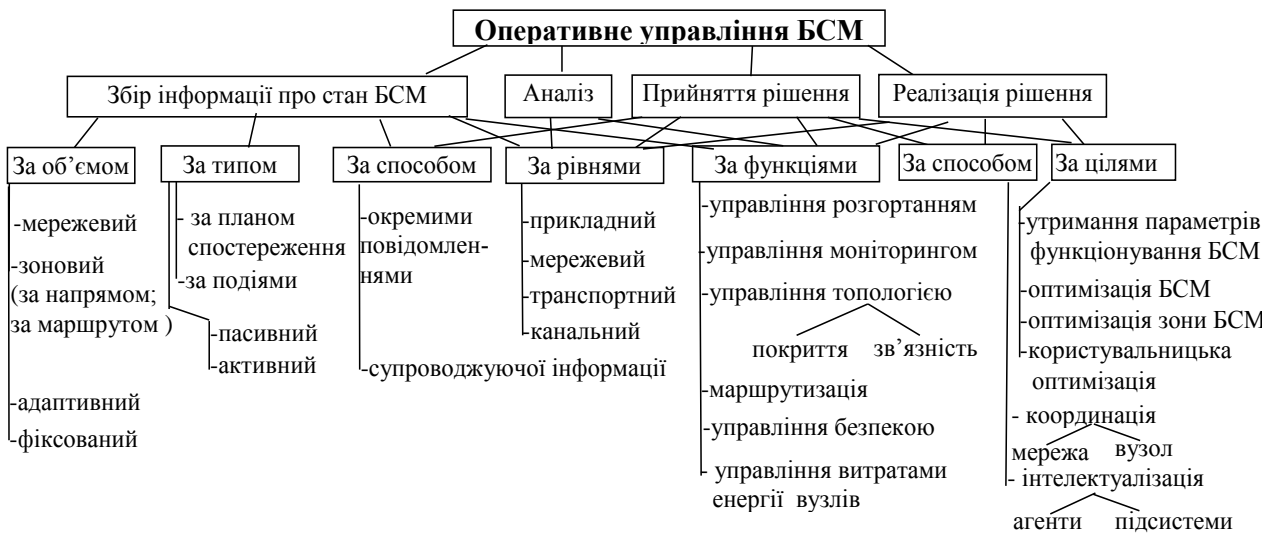 Оперативне управління БСМ
Збір інформації про стан БСМ
Аналіз
Прийняття рішення
Реалізація рішення
За об’ємом
За типом
За способом
За рівнями
За функціями
За способом
За цілями
-мережевий
-зоновий
(за напрямом;
за маршрутом )
-адаптивний
-фіксований
- за планом
спостереження
-за подіями
-пасивний
-активний
-окремими
повідомлен-
нями
-супроводжуючої інформації
-прикладний
-мережевий
-транспортний
-канальний
-управління розгортанням
-управління моніторингом
-управління топологією
покриття зв’язність
-маршрутизація
-управління безпекою
- управління витратами
енергії вузлів
-утримання параметрів
функціонування БСМ
-оптимізація БСМ
-оптимізація зони БСМ
-користувальницька
оптимізація
- координація
мережа вузол
- інтелектуалізація
агенти підсистеми